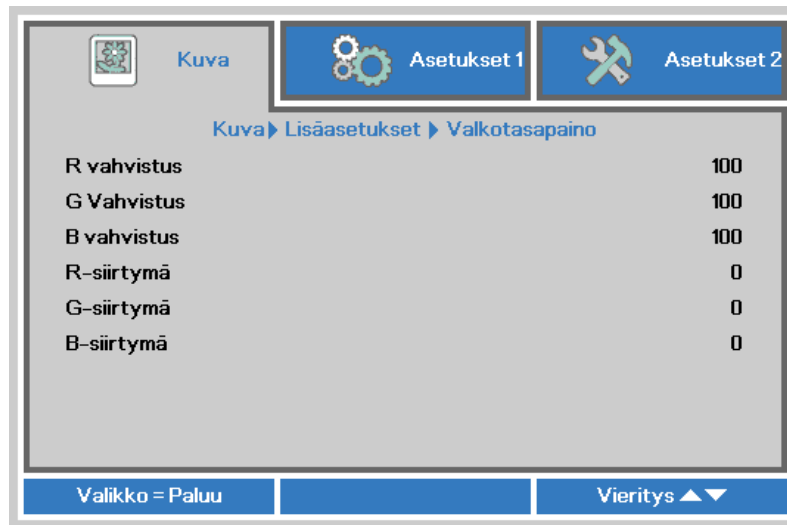 Kuva Asetukset 1 Asetukset 2
Kuva Lisäasetukset Valkotasapaino
R vahvistus 100
G Vahvistus 100
B vahvistus 100
R-siirtymä 0
G-siirtymä 0
B-siirtymä 0
Valikko = Paluu Vieritys